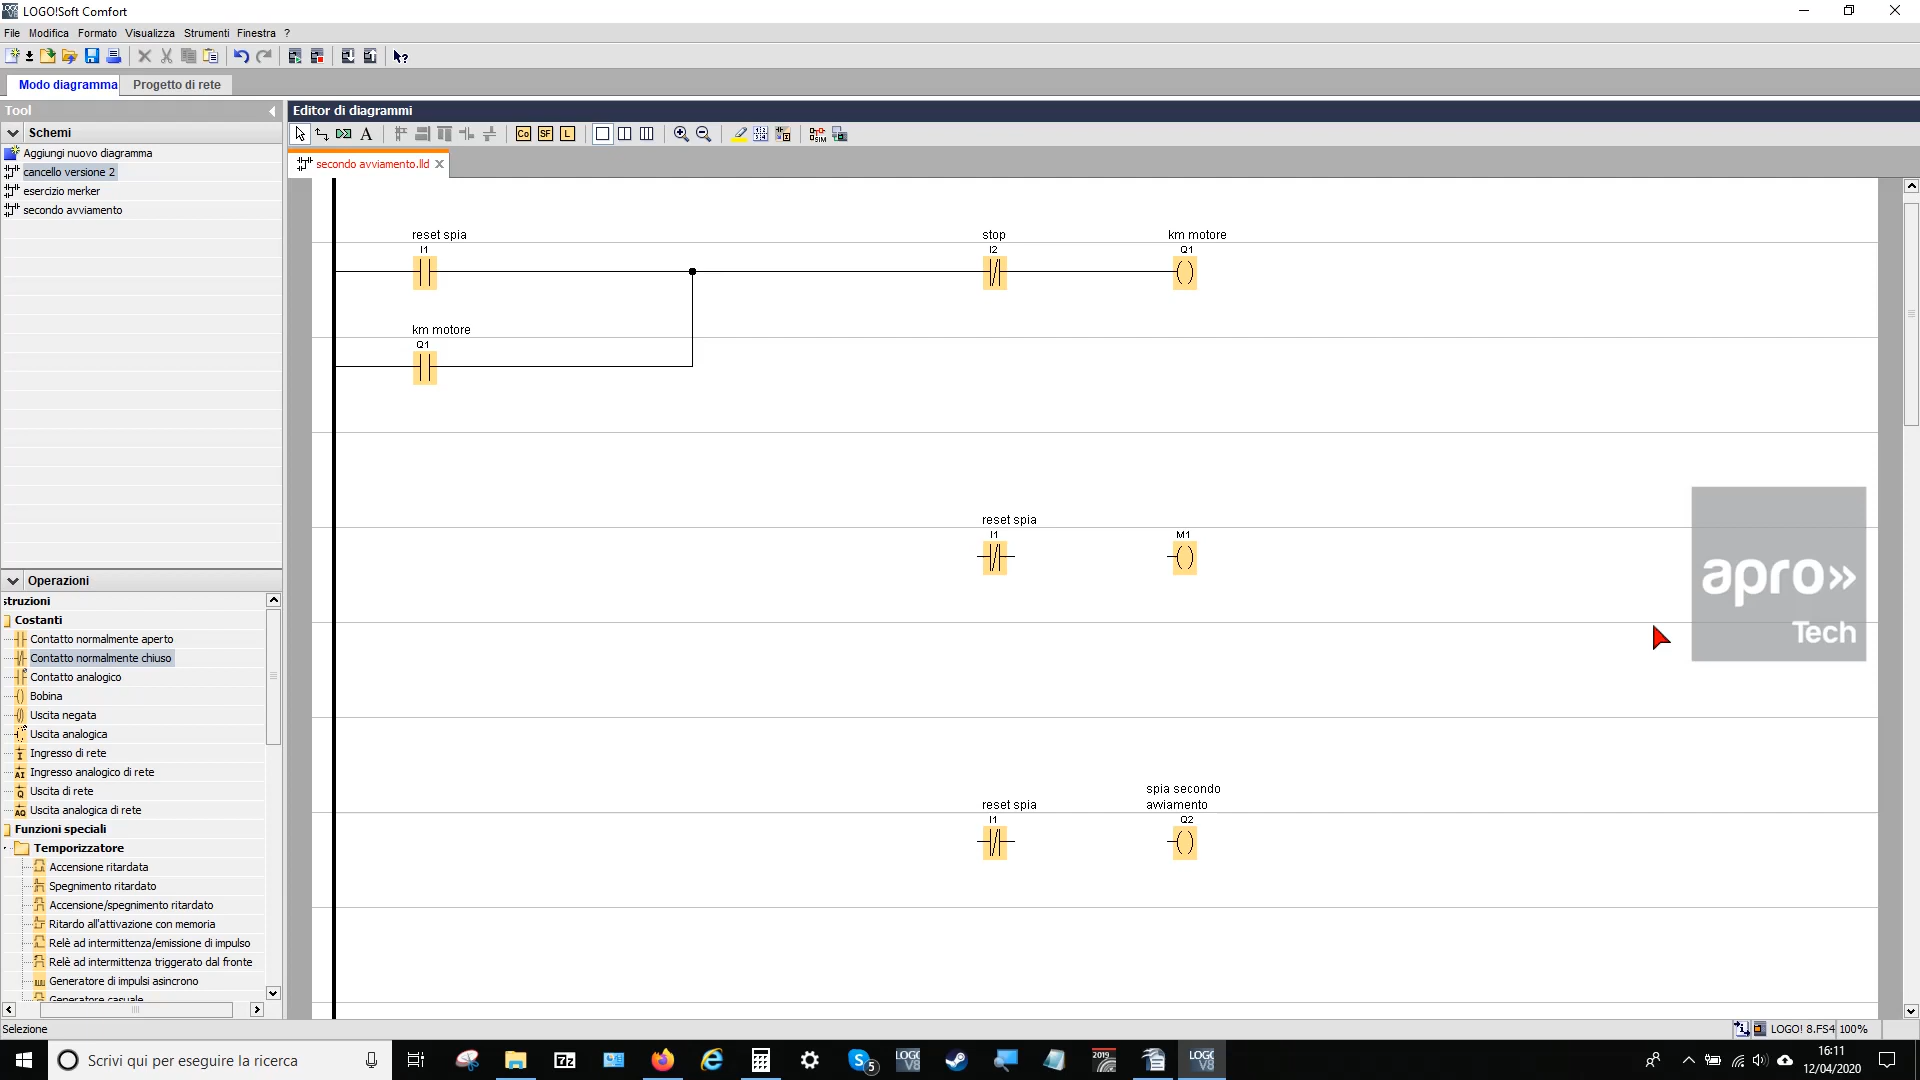 LOGO!Soft Comfort
File Modifica Formato Visualizza Strumenti Finestra ?
Modo diagramma Progetto di rete
Tool
Schemi
Aggiungi nuovo diagramma
cancello versione 2
esercizio merker
secondo avviamento
Operazioni
struzioni
Costanti
Contatto normalmente aperto
Contatto normalmente chiuso
Contatto analogico
Bobina
Uscita negata
Uscita analogica
Ingresso di rete
Ingresso analogico di rete
Uscita di rete
Uscita analogica di rete
Funzioni speciali
Temporizzatore
Accensione ritardata
Spegnimento ritardato
Accensione/spegnimento ritardato
Ritardo all'attivazione con memoria
Relè ad intermittenza/emissione di impulso
Relè ad intermittenza triggerato dal fronte
Generatore di impulsi asincrono
Generatore casuale
Editor di diagrammi
A Co SF L
secondo avviamento.lld
reset spia stop km motore
I1 I2 Q1
km motore
Q1
reset spia
I1 M1
spia secondo
reset spia avviamento
I1 Q2
apro»
Tech
Selezione
LOGO! 8.FS4 100%
Scrivi qui per eseguire la ricerca
16:11
12/04/2020